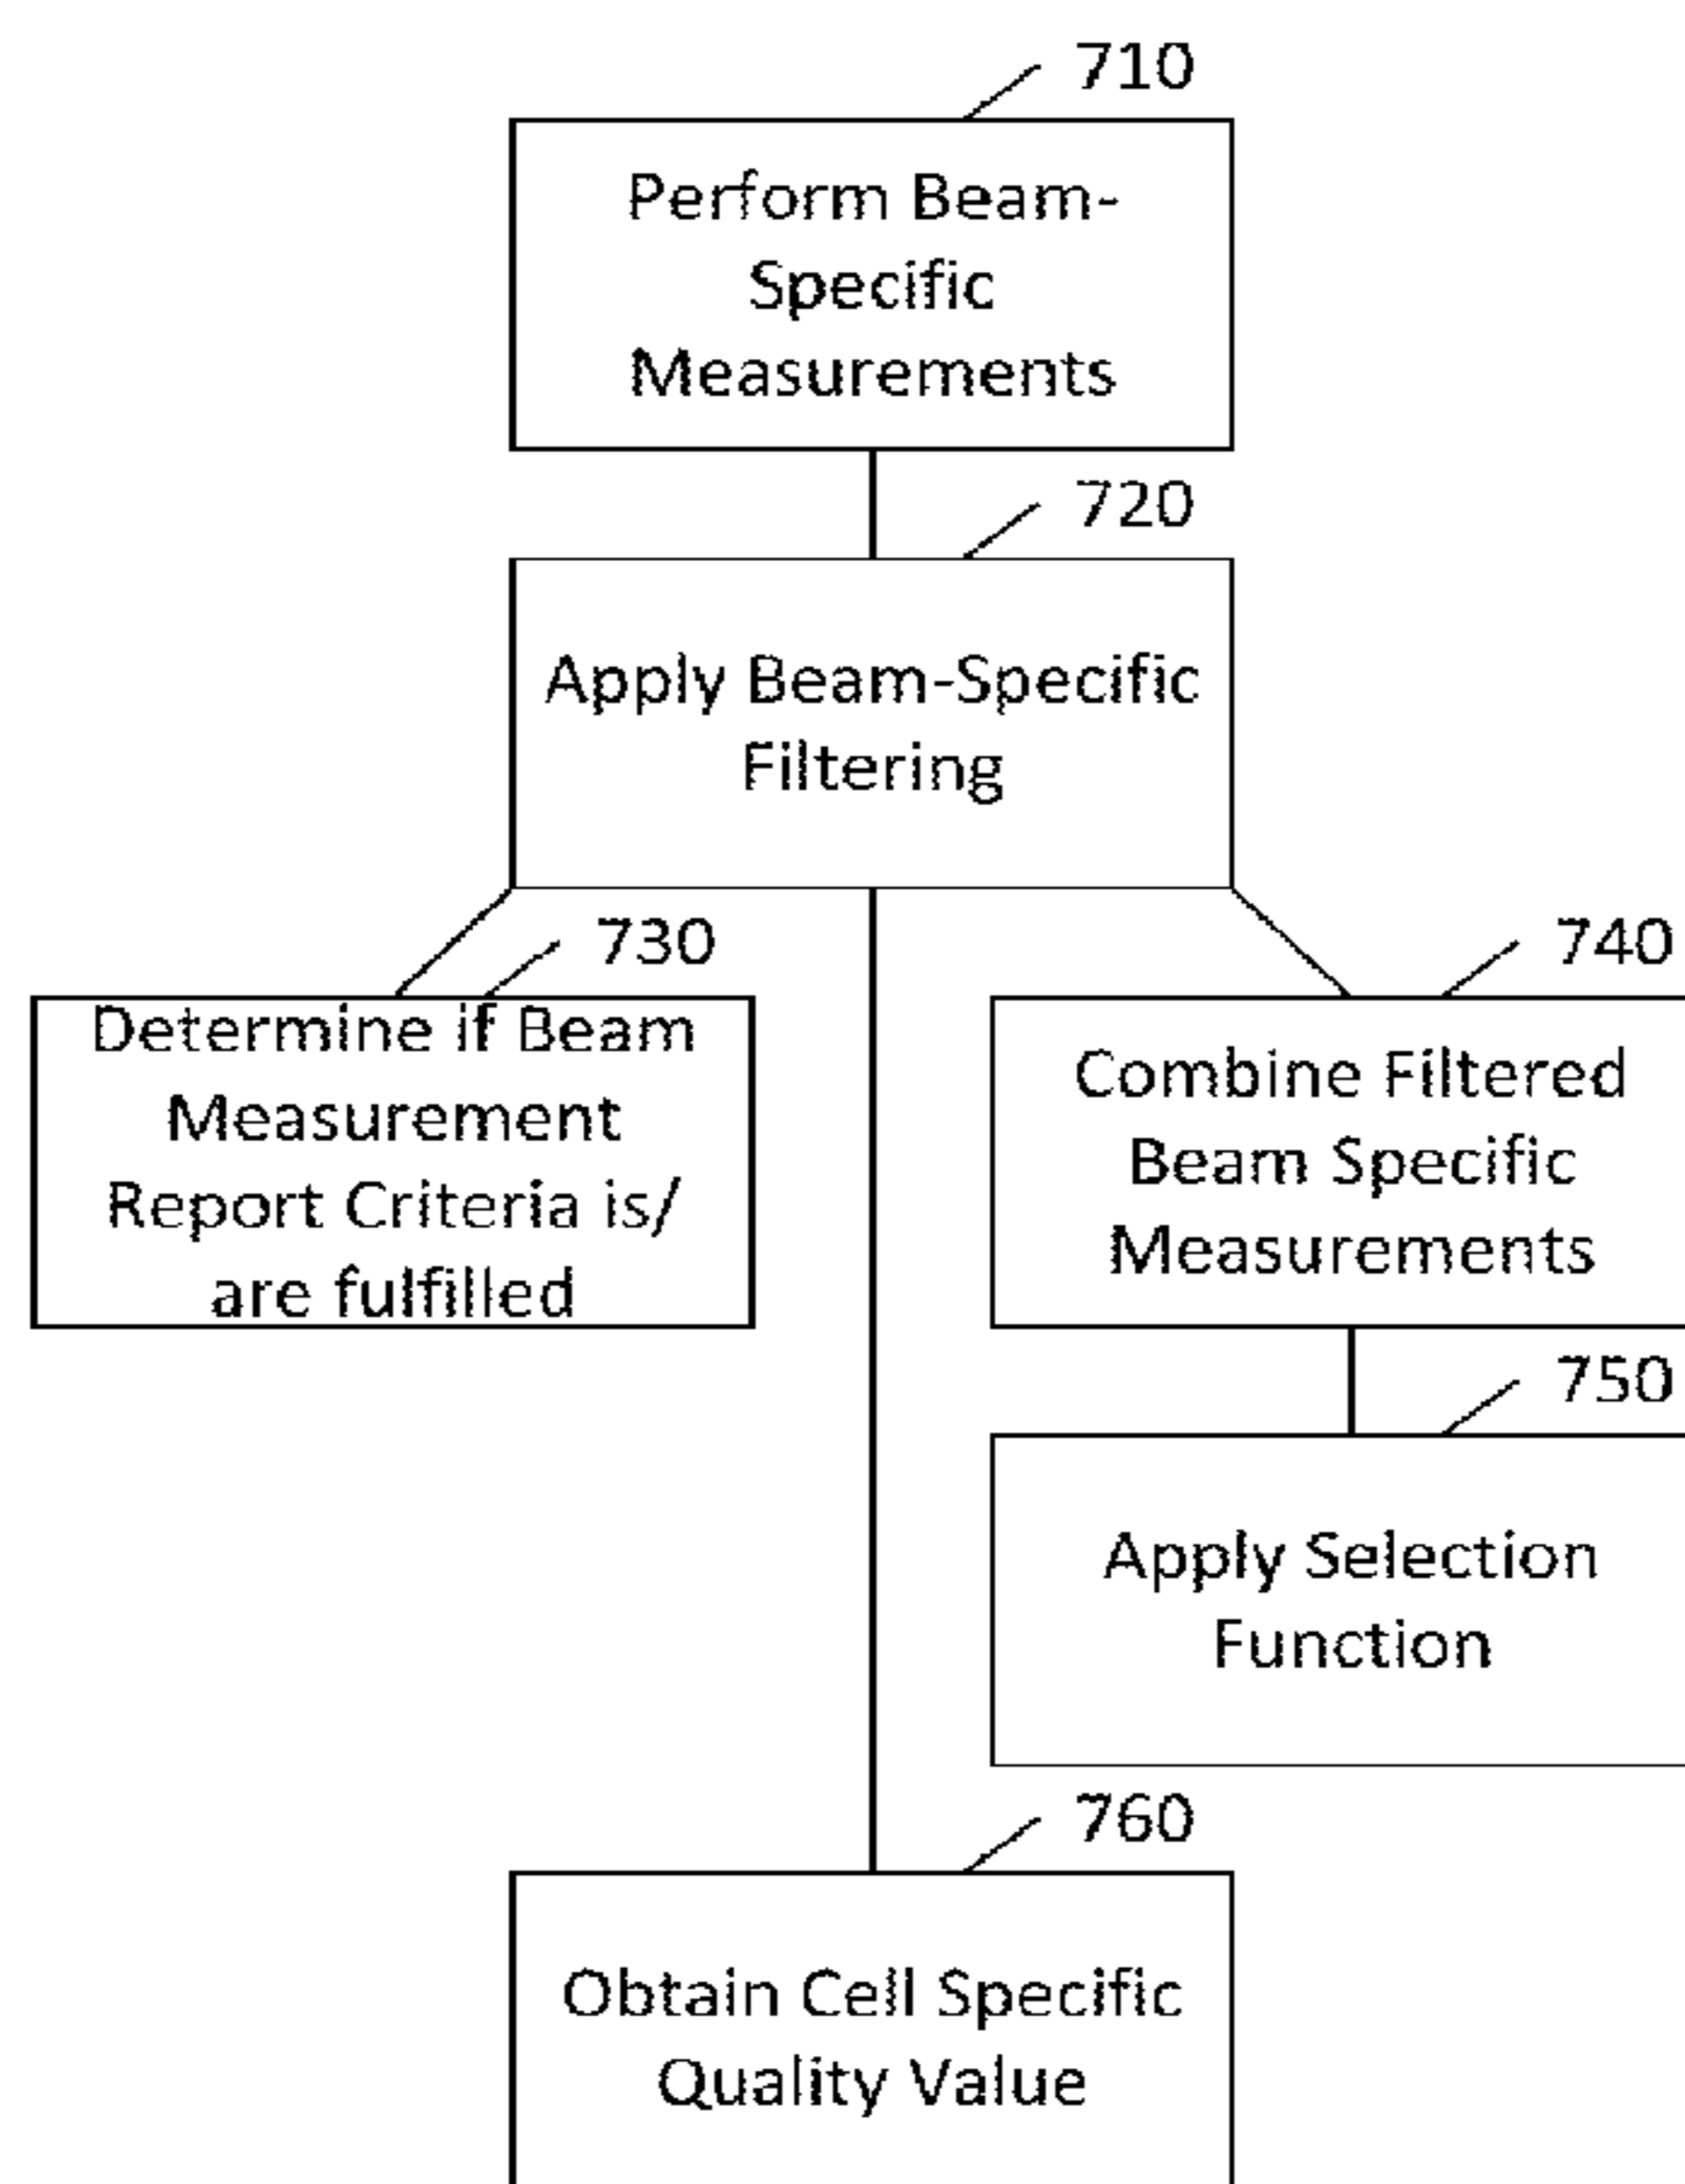 710
Perform Beam-
Specific
Measurements
720
Apply Beam-Specific
Filtering
730
Determine if Beam
Measurement
Report Criteria is/
are fulfilled
740
Combine Filtered
Beam Specific
Measurements
750
Apply Selection
Function
760
Obtain Cell Specific
Quality Value